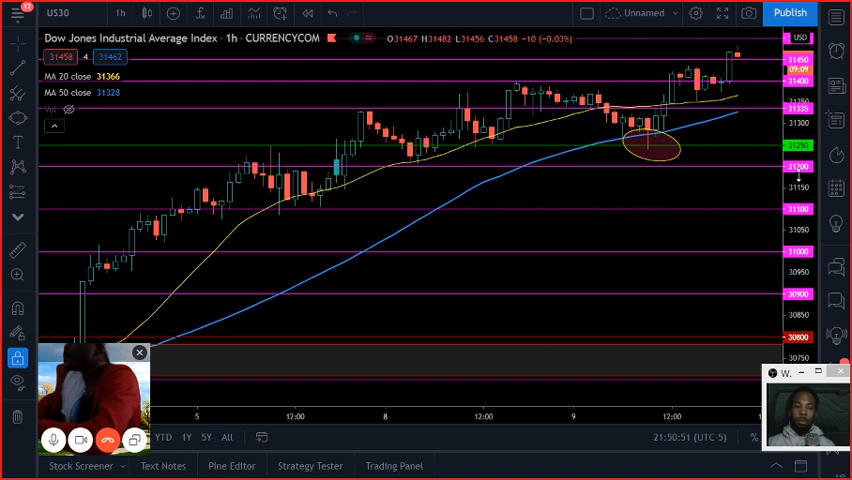 12
US30
1h
Unnamed
Publish
Dow Jones Industrial Average Index · 1h · CURRENCYCOM
O31467 H31482 L31456 C31458 −10 (−0.03%)
USD
31458 4 31462
MA 20 close 31366
MA 50 close 31328
Vol
31450
09:09
31400
31350
31335
31300
31250
31200
31150
31100
31000
30950
30900
30800
30750
W.
5 12:00 8 12:00 9 12:00
YTD 1Y 5Y All
21:50:51 (UTC-5)
%
Stock Screener
Text Notes
Pine Editor
Strategy Tester
Trading Panel